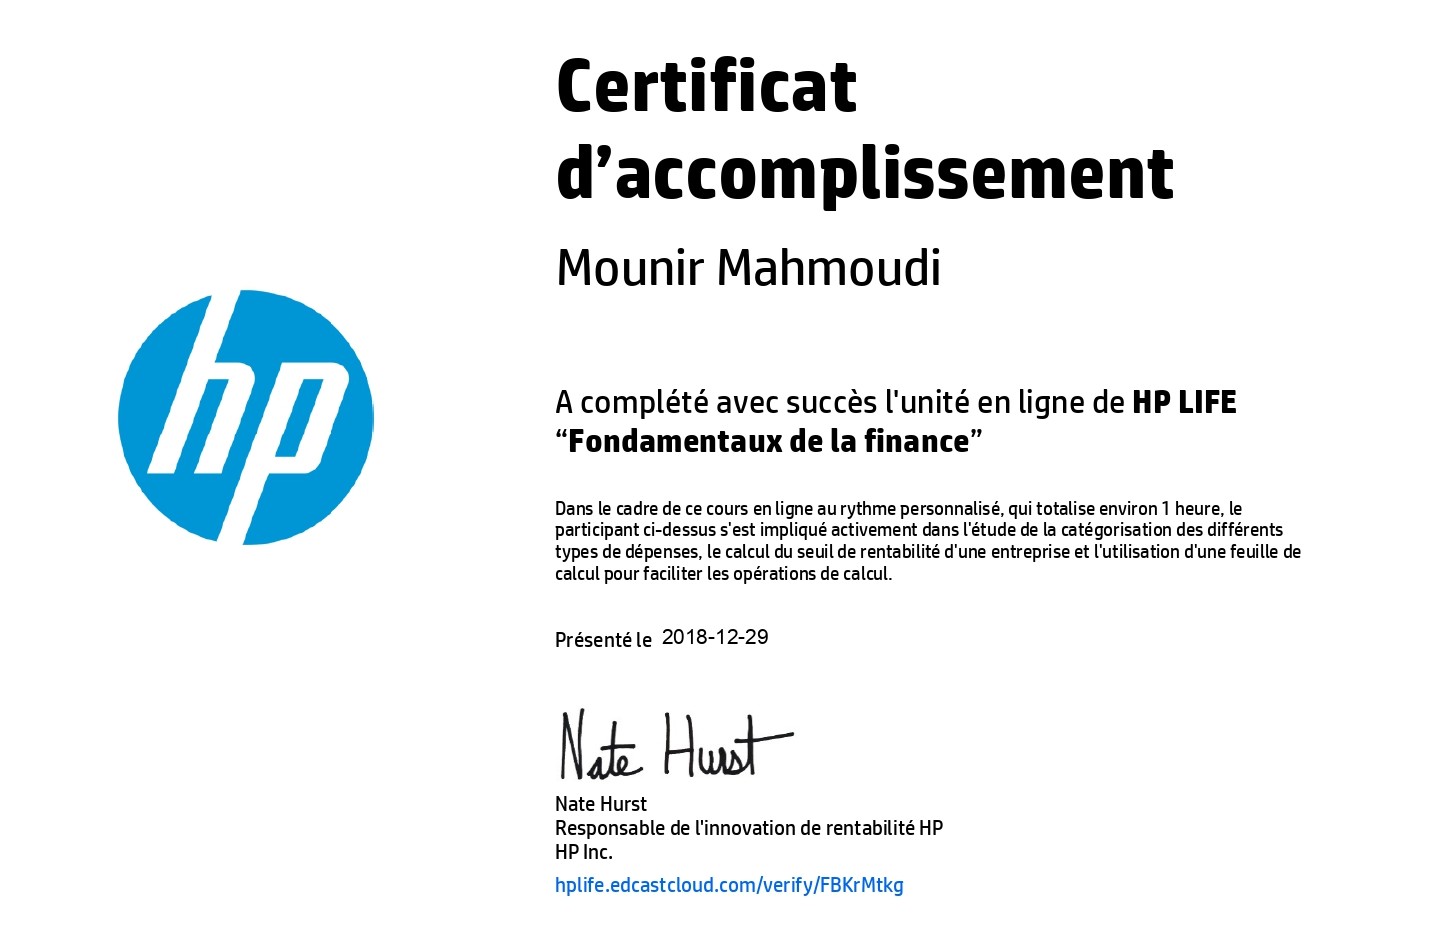 Certificat
d’accomplissement
Mounir Mahmoudi
hp
A complété avec succès l'unité en ligne de HP LIFE
“Fondamentaux de la finance”
Dans le cadre de ce cours en ligne au rythme personnalisé, qui totalise environ 1 heure, le
participant ci-dessus s'est impliqué activement dans l'étude de la catégorisation des différents
types de dépenses, le calcul du seuil de rentabilité d'une entreprise et l'utilisation d'une feuille de
calcul pour faciliter les opérations de calcul.
Présenté le 2018-12-29
Nate Hurst
Nate Hurst
Responsable de l'innovation de rentabilité HP
HP Inc.
hplife.edcastcloud.com/verify/FBKrMtkg